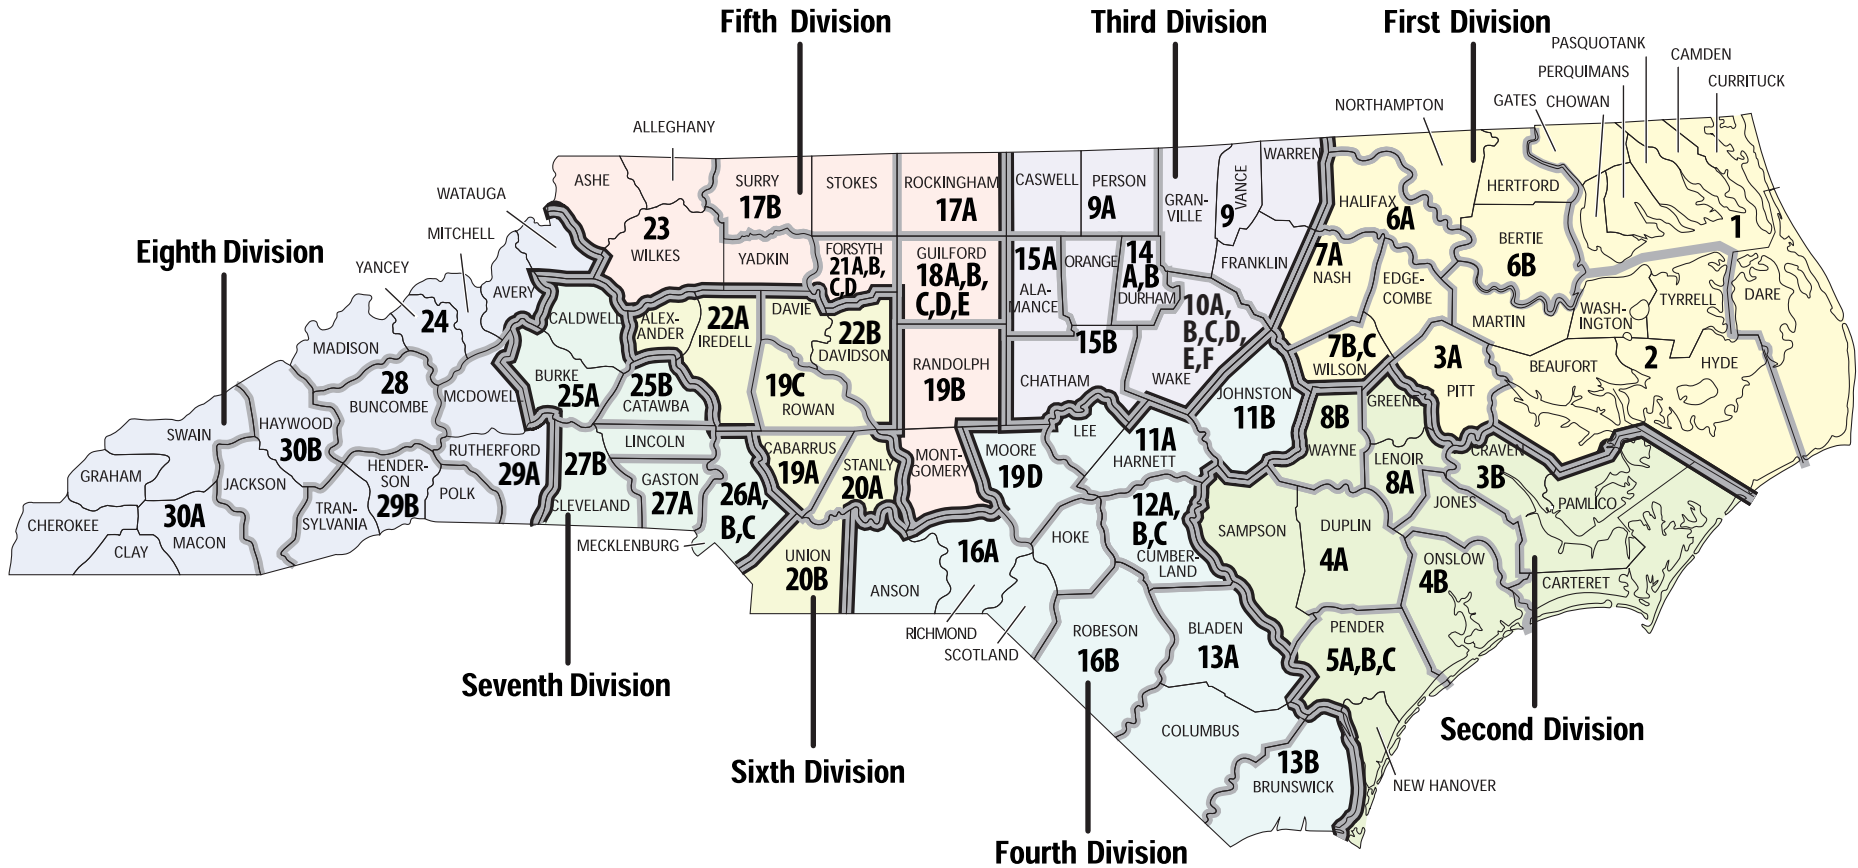 Fifth Division
Third Division
First Division
PASQUOTANK
CAMDEN
PERQUIMANS
CURRITUCK
NORTHAMPTON
GATES
CHOWAN
ALLEGHANY
WATAUGA
MITCHELL
YANCEY
Eighth Division
ASHE
SURRY
17B
STOKES
ROCKINGHAM
17A
CASWELL
PERSON
9A
GRAN-
VILLE
VANCE
9
WARREN
HALIFAX
6A
HERTFORD
BERTIE
6B
1
23
WILKES
YADKIN
FORSYTH
21A,B,
C,D
GUILFORD
18A,B,
C,D,E
15A
ALA-
MANCE
ORANGE
14
A,B
DURHAM
FRANKLIN
7A
NASH
EDGE-
COMBE
MARTIN
WASH-
INGTON
TYRRELL
DARE
AVERY
24
MADISON
CALDWELL
ALEX-
ANDER
22A
IREDELL
DAVIE
22B
DAVIDSON
RANDOLPH
19B
15B
CHATHAM
10A,
B,C,D,
E,F
WAKE
7B,C
WILSON
3A
PITT
BEAUFORT
2
HYDE
28
BUNCOMBE
MCDOWELL
BURKE
25A
25B
CATAWBA
19C
ROWAN
JOHNSTON
11B
8B
WAYNE
GREENE
SWAIN
HAYWOOD
30B
RUTHERFORD
29A
LINCOLN
27B
CLEVELAND
GASTON
27A
26A,
B,C
CABARRUS
19A
STANLY
20A
MONT-
GOMERY
MOORE
19D
LEE
11A
HARNETT
LENOIR
8A
CRAVEN
3B
JONES
PAMLICO
GRAHAM
JACKSON
HENDER-
SON
29B
POLK
TRAN-
SYLVANIA
CHEROKEE
30A
MACON
CLAY
MECKLENBURG
UNION
20B
ANSON
16A
HOKE
12A,
B,C
CUMBER-
LAND
SAMPSON
DUPLIN
4A
ONSLOW
4B
CARTERET
RICHMOND
SCOTLAND
ROBESON
16B
BLADEN
13A
PENDER
5A,B,C
Seventh Division
Second Division
COLUMBUS
13B
BRUNSWICK
NEW HANOVER
Sixth Division
Fourth Division